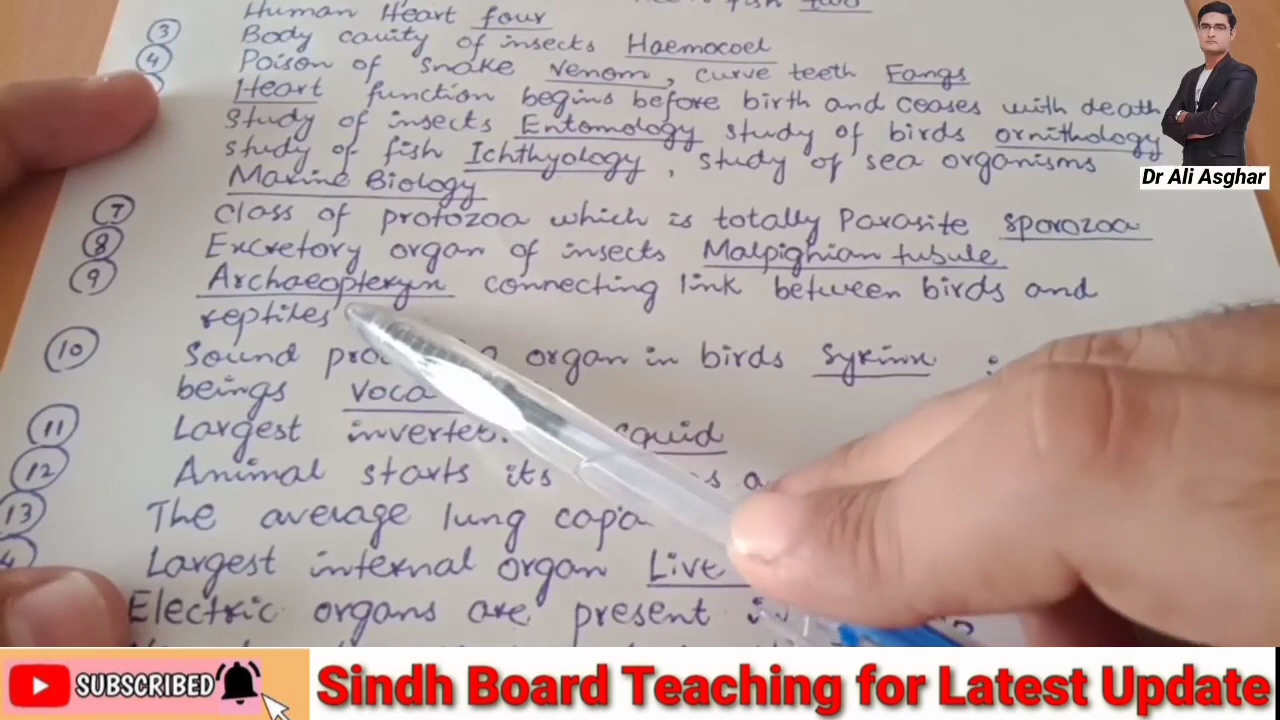 two
Human Heart four
③ Body cavity of insects Haemocoel
④ Poison of snake venom, curve teeth Fangs
Heart function begins before birth and ceases with death
study of insects Entomology study of birds ornithology
study of fish Ichthyology, study of sea organisms
Marine Biology
⑦ class of protozoa which is totally Parasite sporozoa
⑧ Excretory organ of insects Malpighian tubule
⑨ Archaeopteryx connecting link between birds and
reptiles
⑩ Sound organ in birds Syrinx
beings
⑪ Largest squid
⑫ Animal starts its
⑬ The average lung
Largest internal organ Live
Electric organs are present
Dr Ali Asghar
SUBSCRIBED
Sindh Board Teaching for Latest Update